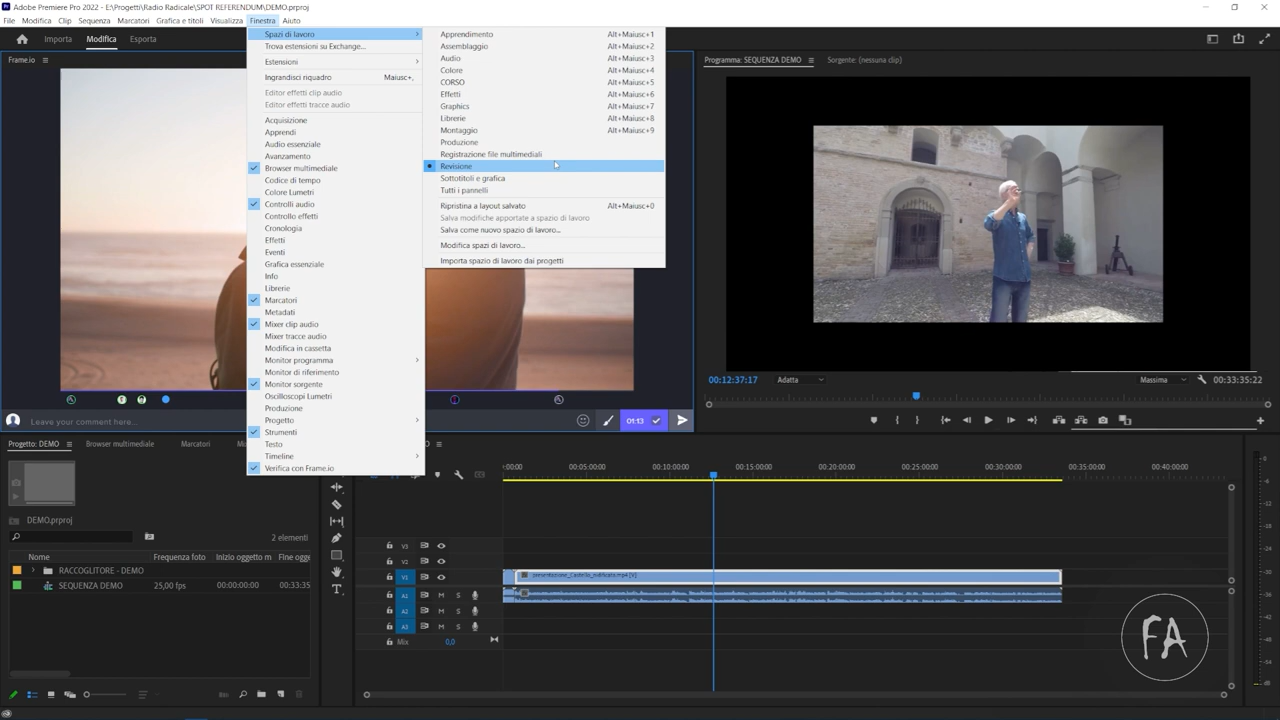 Adobe Premiere Pro 2022 - E:\Progetti\Radio Radicale\SPOT REFERENDUM\DEMO.prproj
File Modifica Clip Sequenza Marcatori Grafica e titoli Visualizza Finestra Aiuto
Importa Modifica Esporta
Frame.io
Programma: SEQUENZA DEMO Sorgente: (nessuna clip)
Spazi di lavoro
Trova estensioni su Exchange...
Estensioni
Ingrandisci riquadro Maiusc+,
Editor effetti clip audio
Editor effetti tracce audio
Acquisizione
Apprendi
Audio essenziale
Avanzamento
Browser multimediale
Codice di tempo
Colore Lumetri
Controlli audio
Controllo effetti
Cronologia
Effetti
Eventi
Grafica essenziale
Info
Librerie
Marcatori
Metadati
Mixer clip audio
Mixer tracce audio
Modifica in cassetta
Monitor programma
Monitor di riferimento
Monitor sorgente
Oscilloscopi Lumetri
Produzione
Progetto
Strumenti
Testo
Timeline
Verifica con Frame.io
Apprendimento Alt+Maiusc+1
Assemblaggio Alt+Maiusc+2
Audio Alt+Maiusc+3
Colore Alt+Maiusc+4
CORSO Alt+Maiusc+5
Effetti Alt+Maiusc+6
Graphics Alt+Maiusc+7
Librerie Alt+Maiusc+8
Montaggio Alt+Maiusc+9
Produzione
Registrazione file multimediali
Revisione
Sottotitoli e grafica
Tutti i pannelli
Ripristina a layout salvato Alt+Maiusc+0
Salva modifiche apportate a spazio di lavoro
Salva come nuovo spazio di lavoro...
Modifica spazi di lavoro...
Importa spazio di lavoro dai progetti
00:12:37:17 Adatta Massima 00:33:35:22
Leave your comment here... 01:13
Progetto: DEMO Browser multimediale Marcatori
DEMO.prproj
2 elementi
Nome Frequenza foto Inizio oggetto m Fine ogge
RACCOGLITORE - DEMO
SEQUENZA DEMO 25,00 fps 00:00:00:00 00:33:35
:00:00 00:05:00:00 00:10:00:00 00:15:00:00 00:20:00:00 00:25:00:00 00:30:00:00 00:35:00:00 00:40:00:00
V3
V2
V1
A1 M S
A2 M S
A3 M S
Mix 0,0
FA